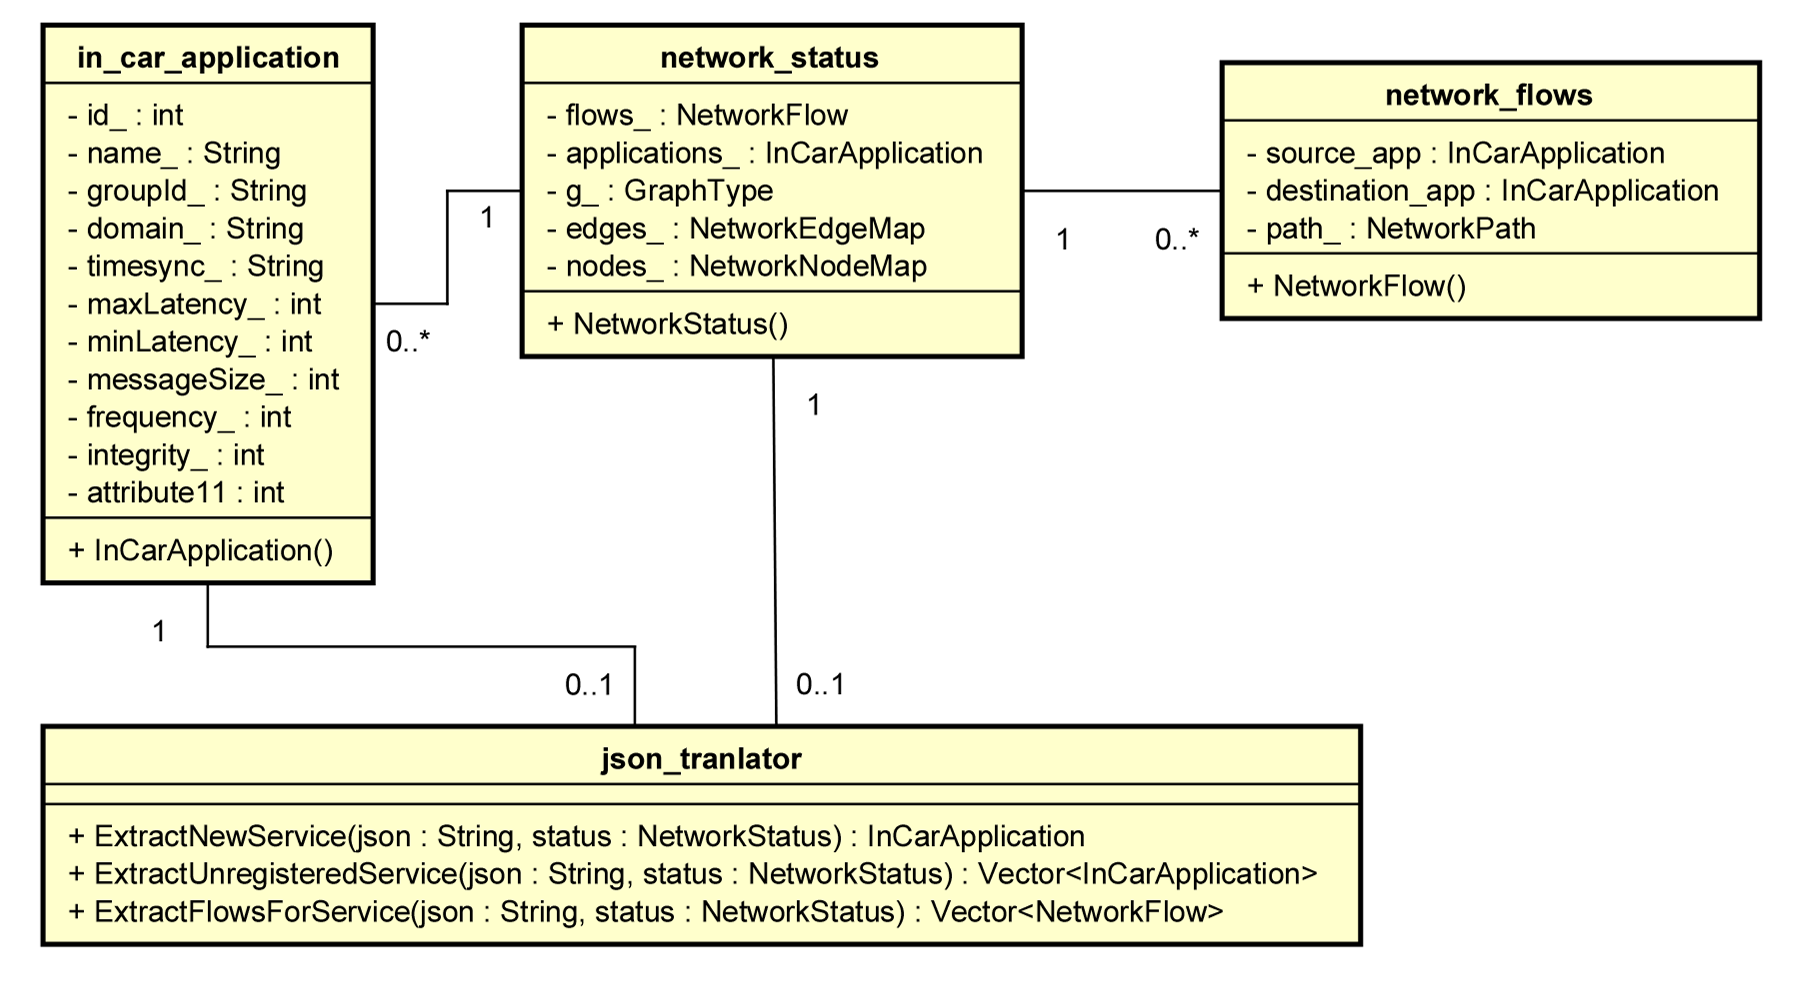 in_car_application
- id_ : int
- name_ : String
- groupId_ : String
- domain_ : String
- timesync_ : String
- maxLatency_ : int
- minLatency_ : int
- messageSize_ : int
- frequency_ : int
- integrity_ : int
- attribute11 : int
+ InCarApplication()
network_status
- flows_ : NetworkFlow
- applications_ : InCarApplication
- g_ : GraphType
- edges_ : NetworkEdgeMap
- nodes_ : NetworkNodeMap
+ NetworkStatus()
network_flows
- source_app : InCarApplication
- destination_app : InCarApplication
- path_ : NetworkPath
+ NetworkFlow()
1
0..*
1
0..*
1
0..1
1
0..1
json_tranlator
+ ExtractNewService(json : String, status : NetworkStatus) : InCarApplication
+ ExtractUnregisteredService(json : String, status : NetworkStatus) : Vector<InCarApplication>
+ ExtractFlowsForService(json : String, status : NetworkStatus) : Vector<NetworkFlow>